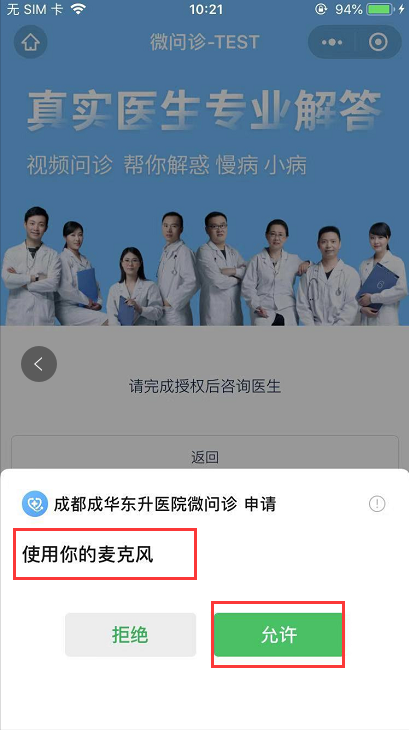 无 SIM 卡
10:21
94%
微问诊-TEST
真实医生专业解答
视频问诊 帮你解惑 慢病 小病
请完成授权后咨询医生
返回
成都成华东升医院微问诊 申请
使用你的麦克风
拒绝
允许